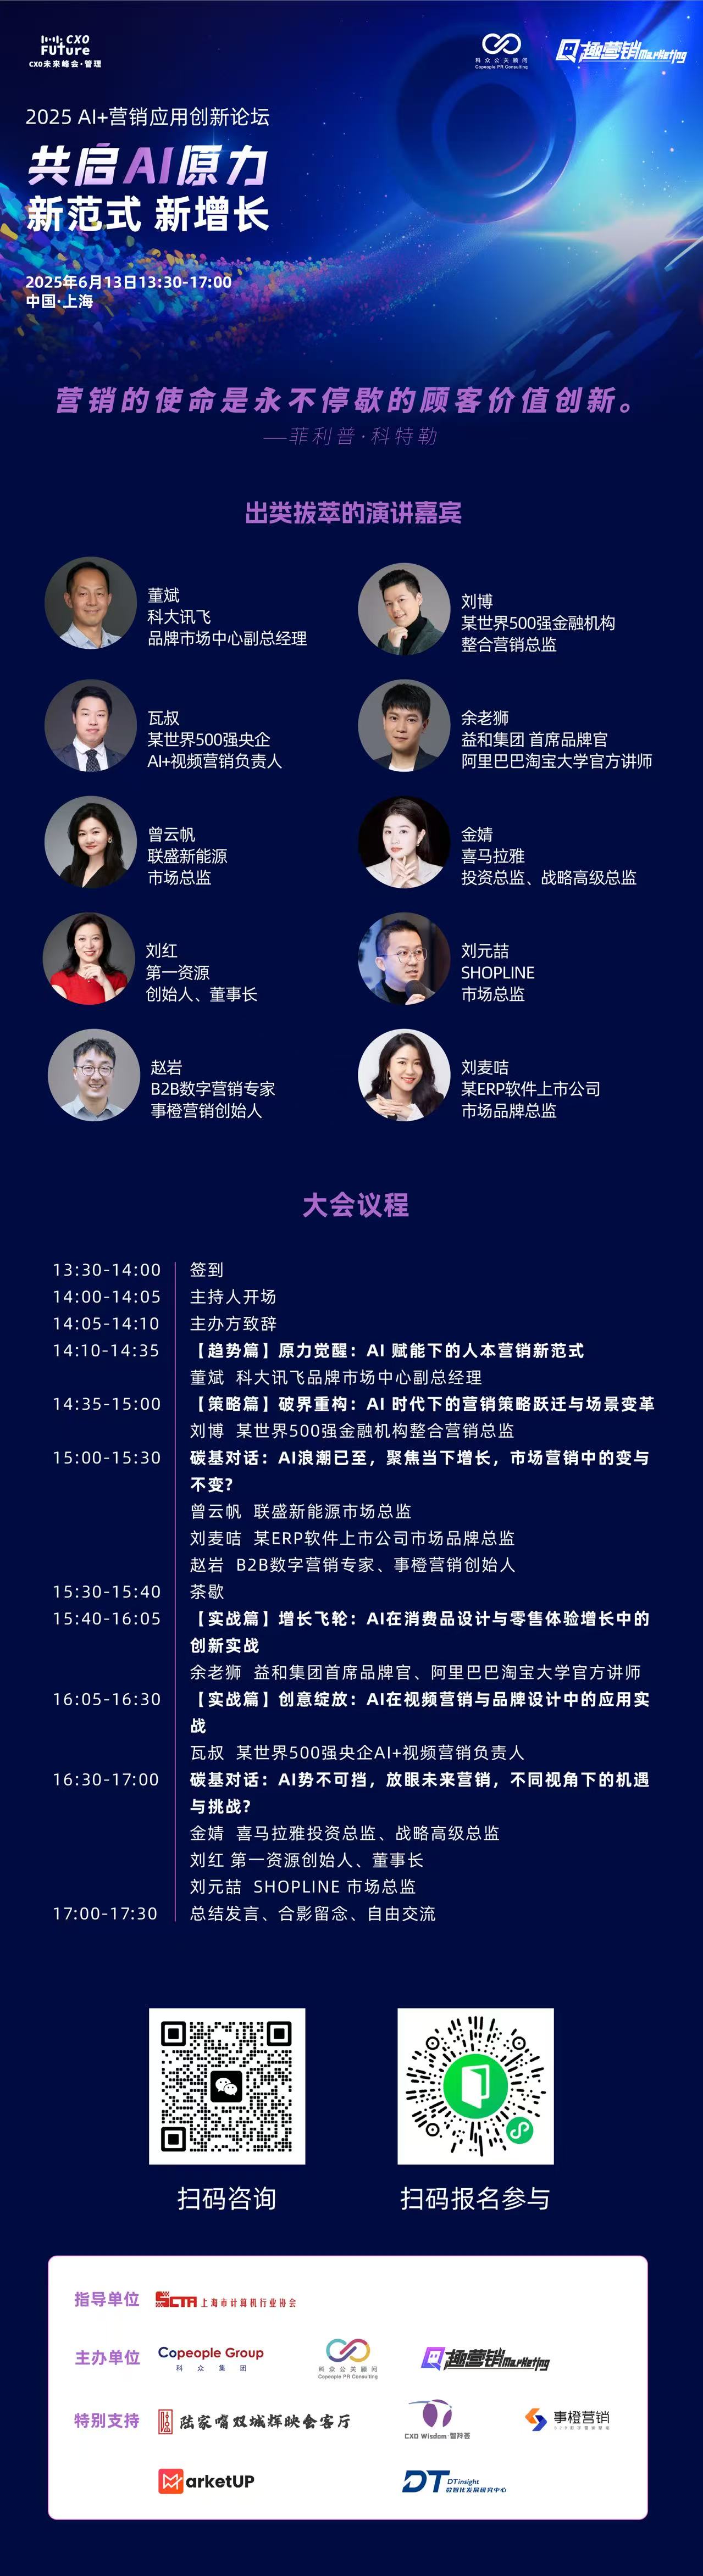 CXO
FUTURE
CXO未来峰会·管理
科众公关顾问
Copeople PR Consulting
趣营销Marketing
2025 AI+营销应用创新论坛
共启AI原力
新范式 新增长
2025年6月13日13:30-17:00
中国·上海
营销的使命是永不停歇的顾客价值创新。
—菲利普·科特勒
出类拔萃的演讲嘉宾
董斌
科大讯飞
品牌市场中心副总经理
刘博
某世界500强金融机构
整合营销总监
瓦叔
某世界500强央企
AI+视频营销负责人
余老狮
益和集团 首席品牌官
阿里巴巴淘宝大学官方讲师
曾云帆
联盛新能源
市场总监
金婧
喜马拉雅
投资总监、战略高级总监
刘红
第一资源
创始人、董事长
刘元喆
SHOPLINE
市场总监
赵岩
B2B数字营销专家
事橙营销创始人
刘麦咭
某ERP软件上市公司
市场品牌总监
大会议程
13:30-14:00 签到
14:00-14:05 主持人开场
14:05-14:10 主办方致辞
14:10-14:35 【趋势篇】原力觉醒：AI 赋能下的人本营销新范式
董斌 科大讯飞品牌市场中心副总经理
14:35-15:00 【策略篇】破界重构：AI 时代下的营销策略跃迁与场景变革
刘博 某世界500强金融机构整合营销总监
15:00-15:30 碳基对话：AI浪潮已至，聚焦当下增长，市场营销中的变与
不变?
曾云帆 联盛新能源市场总监
刘麦咭 某ERP软件上市公司市场品牌总监
赵岩 B2B数字营销专家、事橙营销创始人
15:30-15:40 茶歇
15:40-16:05 【实战篇】增长飞轮：AI在消费品设计与零售体验增长中的
创新实战
余老狮 益和集团首席品牌官、阿里巴巴淘宝大学官方讲师
16:05-16:30 【实战篇】创意绽放：AI在视频营销与品牌设计中的应用实
战
瓦叔 某世界500强央企AI+视频营销负责人
16:30-17:00 碳基对话：AI势不可挡，放眼未来营销，不同视角下的机遇
与挑战?
金婧 喜马拉雅投资总监、战略高级总监
刘红 第一资源创始人、董事长
刘元喆 SHOPLINE 市场总监
17:00-17:30 总结发言、合影留念、自由交流
扫码咨询
扫码报名参与
指导单位
SCTA 上海市计算机行业协会
主办单位
Copeople Group
科众集团
科众公关顾问
Copeople PR Consulting
趣营销Marketing
特别支持
陆家嘴双城辉映会客厅
CXO Wisdom·智羚荟
事橙营销
MarketUP
DT DTinsight
数智化发展研究中心